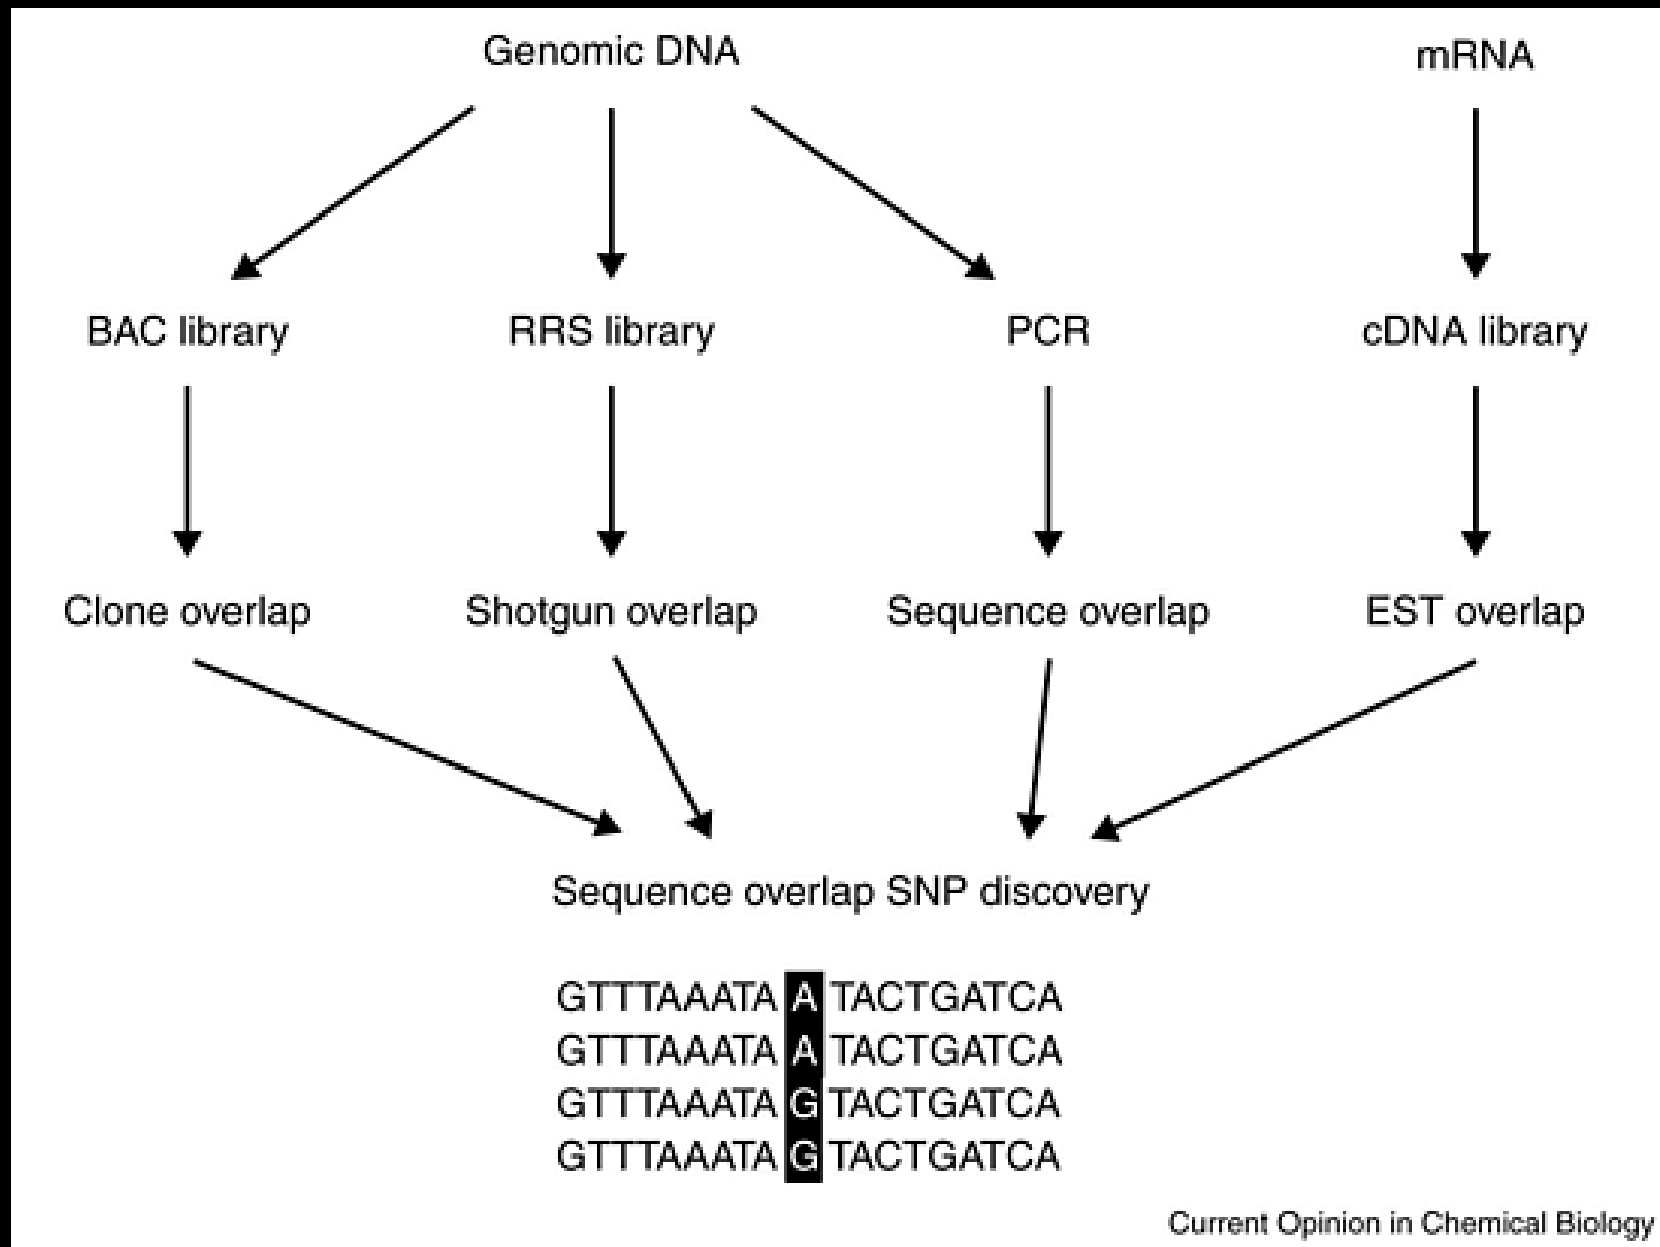 Genomic DNA mRNA
BAC library RRS library PCR cDNA library
Clone overlap Shotgun overlap Sequence overlap EST overlap
Sequence overlap SNP discovery
GTTTAAATA A TACTGATCA
GTTTAAATA A TACTGATCA
GTTTAAATA G TACTGATCA
GTTTAAATA G TACTGATCA
Current Opinion in Chemical Biology